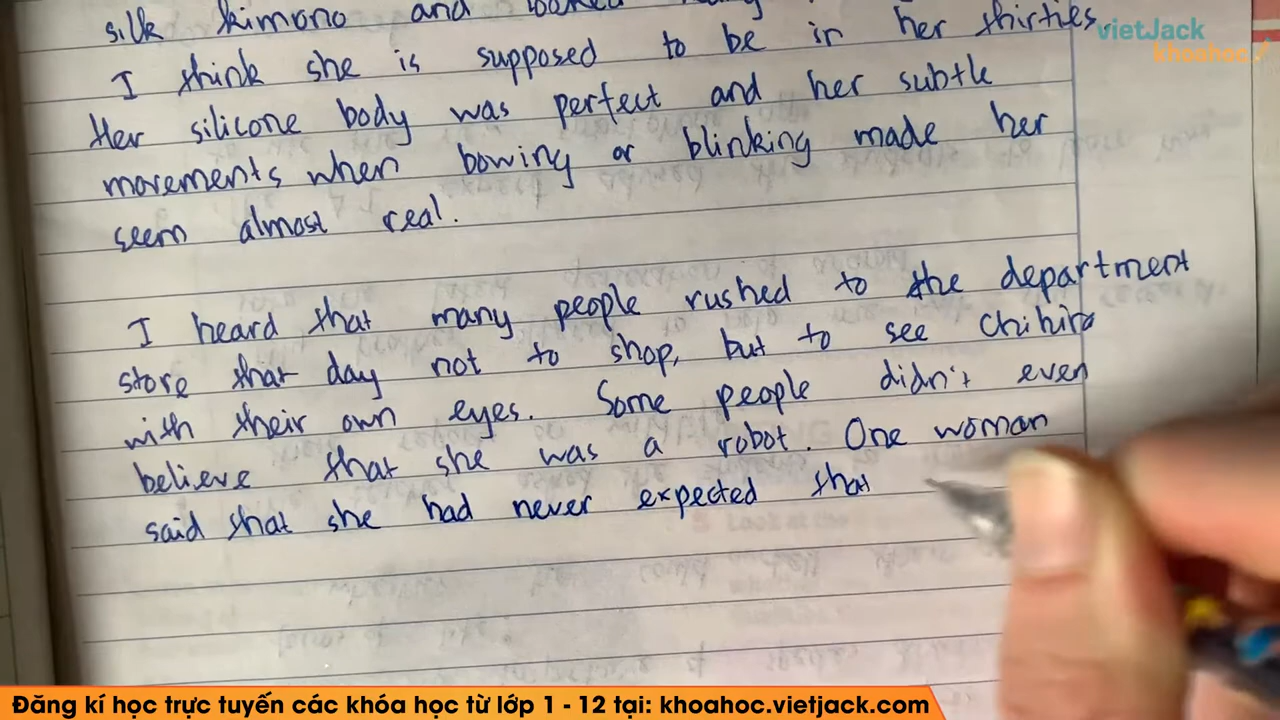 silk kimono and looked
I think she is supposed to be in her thirties.
Her silicone body was perfect and her subtle
movements when bowing or blinking made her
seem almost real.
I heard that many people rushed to the department
store that day not to shop, but to see Chihiro
with their own eyes. Some people didn't even
believe that she was a robot. One woman
said that she had never expected that
vietJack
khoahoc
Đăng kí học trực tuyến các khóa học từ lớp 1 - 12 tại: khoahoc.vietjack.com